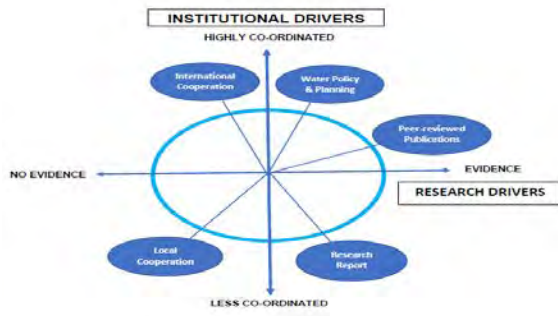 INSTITUTIONAL DRIVERS
HIGHLY CO-ORDINATED
International
Cooperation
Water Policy
& Planning
Peer-reviewed
Publications
NO EVIDENCE
EVIDENCE
RESEARCH DRIVERS
Local
Cooperation
Research
Report
LESS CO-ORDINATED